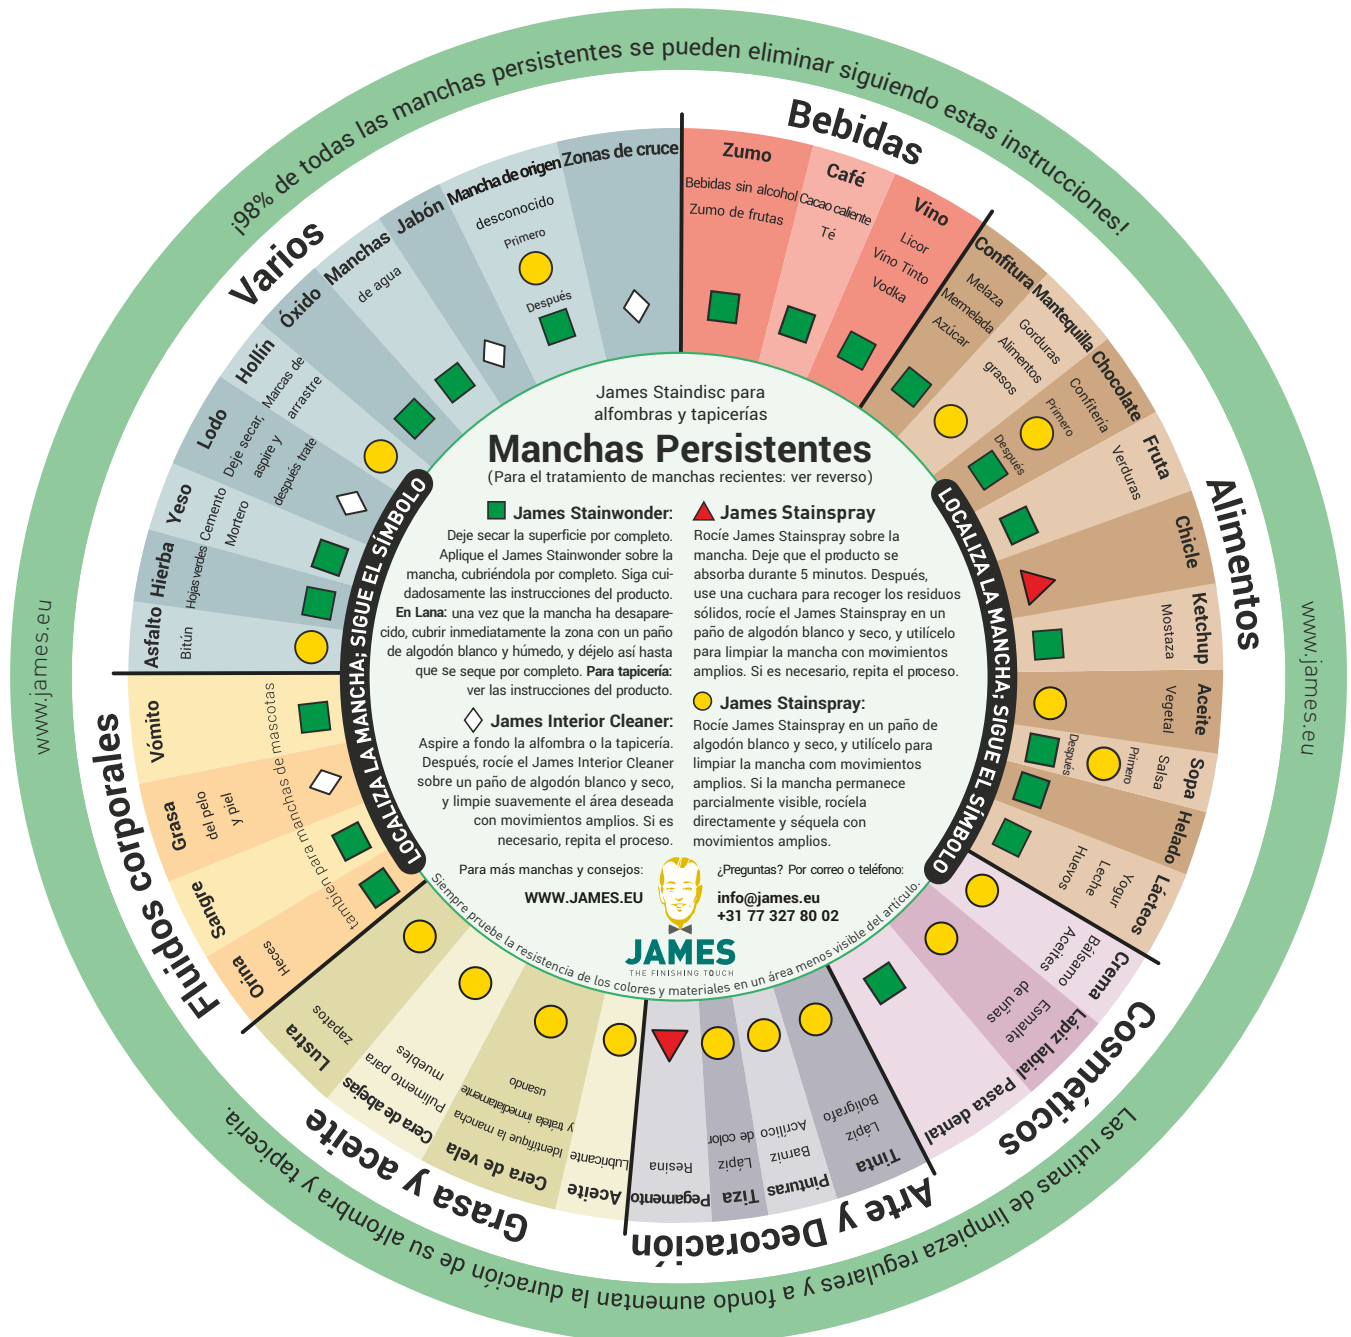 ¡98% de todas las manchas persistentes se pueden eliminar siguiendo estas instrucciones!
www.james.eu
www.james.eu
Las rutinas de limpieza regulares y a fondo aumentan la duración de su alfombra y tapicería.
Bebidas
Zumo
Bebidas sin alcohol
Zumo de frutas
Café
Cacao caliente
Té
Vino
Licor
Vino Tinto
Vodka
Alimentos
Confitura
Melaza
Mermelada
Azúcar
Mantequilla
Gorduras
Alimentos
grasos
Chocolate
Confitería
Primero
Después
Fruta
Verduras
Chicle
Ketchup
Mostaza
Aceite
Vegetal
Sopa
Salsa
Primero
Después
Helado
Lácteos
Yogur
Leche
Huevos
Cosméticos
Crema
Bálsamo
Aceites
Lápiz labial
Esmalte
de uñas
Pasta dental
Arte y Decoración
Tinta
Lápiz
Bolígrafo
Pinturas
Barniz
Acrílico
Tiza
Lápiz
de color
Pegamento
Resina
Grasa y aceite
Aceite
Lubricante
Cera de vela
Identifique la mancha
y trátela inmediatamente
usando
Cera de abejas
Pulimento para
muebles
Lustra
zapatos
Fluidos corporales
Orina
Heces
Sangre
Grasa
del pelo
y piel
Vómito
también para manchas de mascotas
Varios
Asfalto
Bitún
Hierba
Hojas verdes
Yeso
Cemento
Mortero
Lodo
Deje secar,
aspire y
después trate
Hollín
Marcas de
arrastre
Óxido
Manchas
de agua
Jabón
Mancha de origen
desconocido
Primero
Después
Zonas de cruce
LOCALIZA LA MANCHA; SIGUE EL SÍMBOLO
LOCALIZA LA MANCHA; SIGUE EL SÍMBOLO
James Staindisc para
alfombras y tapicerías
Manchas Persistentes
(Para el tratamiento de manchas recientes: ver reverso)
James Stainwonder:
Deje secar la superficie por completo.
Aplique el James Stainwonder sobre la
mancha, cubriéndola por completo. Siga cui-
dadosamente las instrucciones del producto.
En Lana: una vez que la mancha ha desapare-
cido, cubrir inmediatamente la zona con un paño
de algodón blanco y húmedo, y déjelo así hasta
que se seque por completo. Para tapicería:
ver las instrucciones del producto.
James Interior Cleaner:
Aspire a fondo la alfombra o la tapicería.
Después, rocíe el James Interior Cleaner
sobre un paño de algodón blanco y seco,
y limpie suavemente el área deseada
con movimientos amplios. Si es
necesario, repita el proceso.
James Stainspray
Rocíe James Stainspray sobre la
mancha. Deje que el producto se
absorba durante 5 minutos. Después,
use una cuchara para recoger los residuos
sólidos, rocíe el James Stainspray en un
paño de algodón blanco y seco, y utilícelo
para limpiar la mancha con movimientos
amplios. Si es necesario, repita el proceso.
James Stainspray:
Rocíe James Stainspray en un paño de
algodón blanco y seco, y utilícelo para
limpiar la mancha com movimientos
amplios. Si la mancha permanece
parcialmente visible, rocíela
directamente y séquela con
movimientos amplios.
Para más manchas y consejos:
WWW.JAMES.EU
¿Preguntas? Por correo o teléfono:
info@james.eu
+31 77 327 80 02
JAMES
THE FINISHING TOUCH
Siempre pruebe la resistencia de los colores y materiales en un área menos visible del artículo.